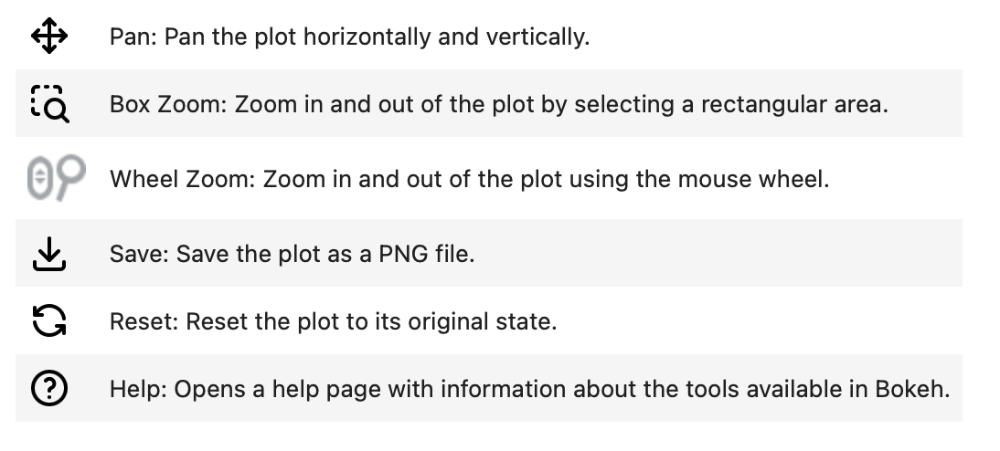 Pan: Pan the plot horizontally and vertically.
Box Zoom: Zoom in and out of the plot by selecting a rectangular area.
Wheel Zoom: Zoom in and out of the plot using the mouse wheel.
Save: Save the plot as a PNG file.
Reset: Reset the plot to its original state.
Help: Opens a help page with information about the tools available in Bokeh.